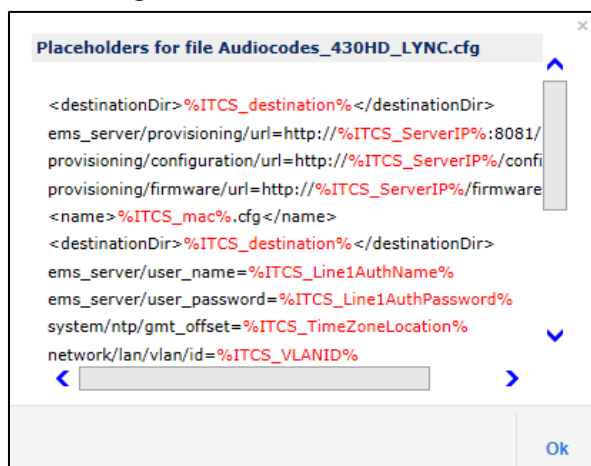 ×
Placeholders for file Audiocodes_430HD_LYNC.cfg
<destinationDir>%ITCS_destination%</destinationDir>
ems_server/provisioning/url=http://%ITCS_ServerIP%:8081/
provisioning/configuration/url=http://%ITCS_ServerIP%/confi
provisioning/firmware/url=http://%ITCS_ServerIP%/firmware
<name>%ITCS_mac%.cfg</name>
<destinationDir>%ITCS_destination%</destinationDir>
ems_server/user_name=%ITCS_Line1AuthName%
ems_server/user_password=%ITCS_Line1AuthPassword%
system/ntp/gmt_offset=%ITCS_TimeZoneLocation%
network/lan/vlan/id=%ITCS_VLANID%
Ok